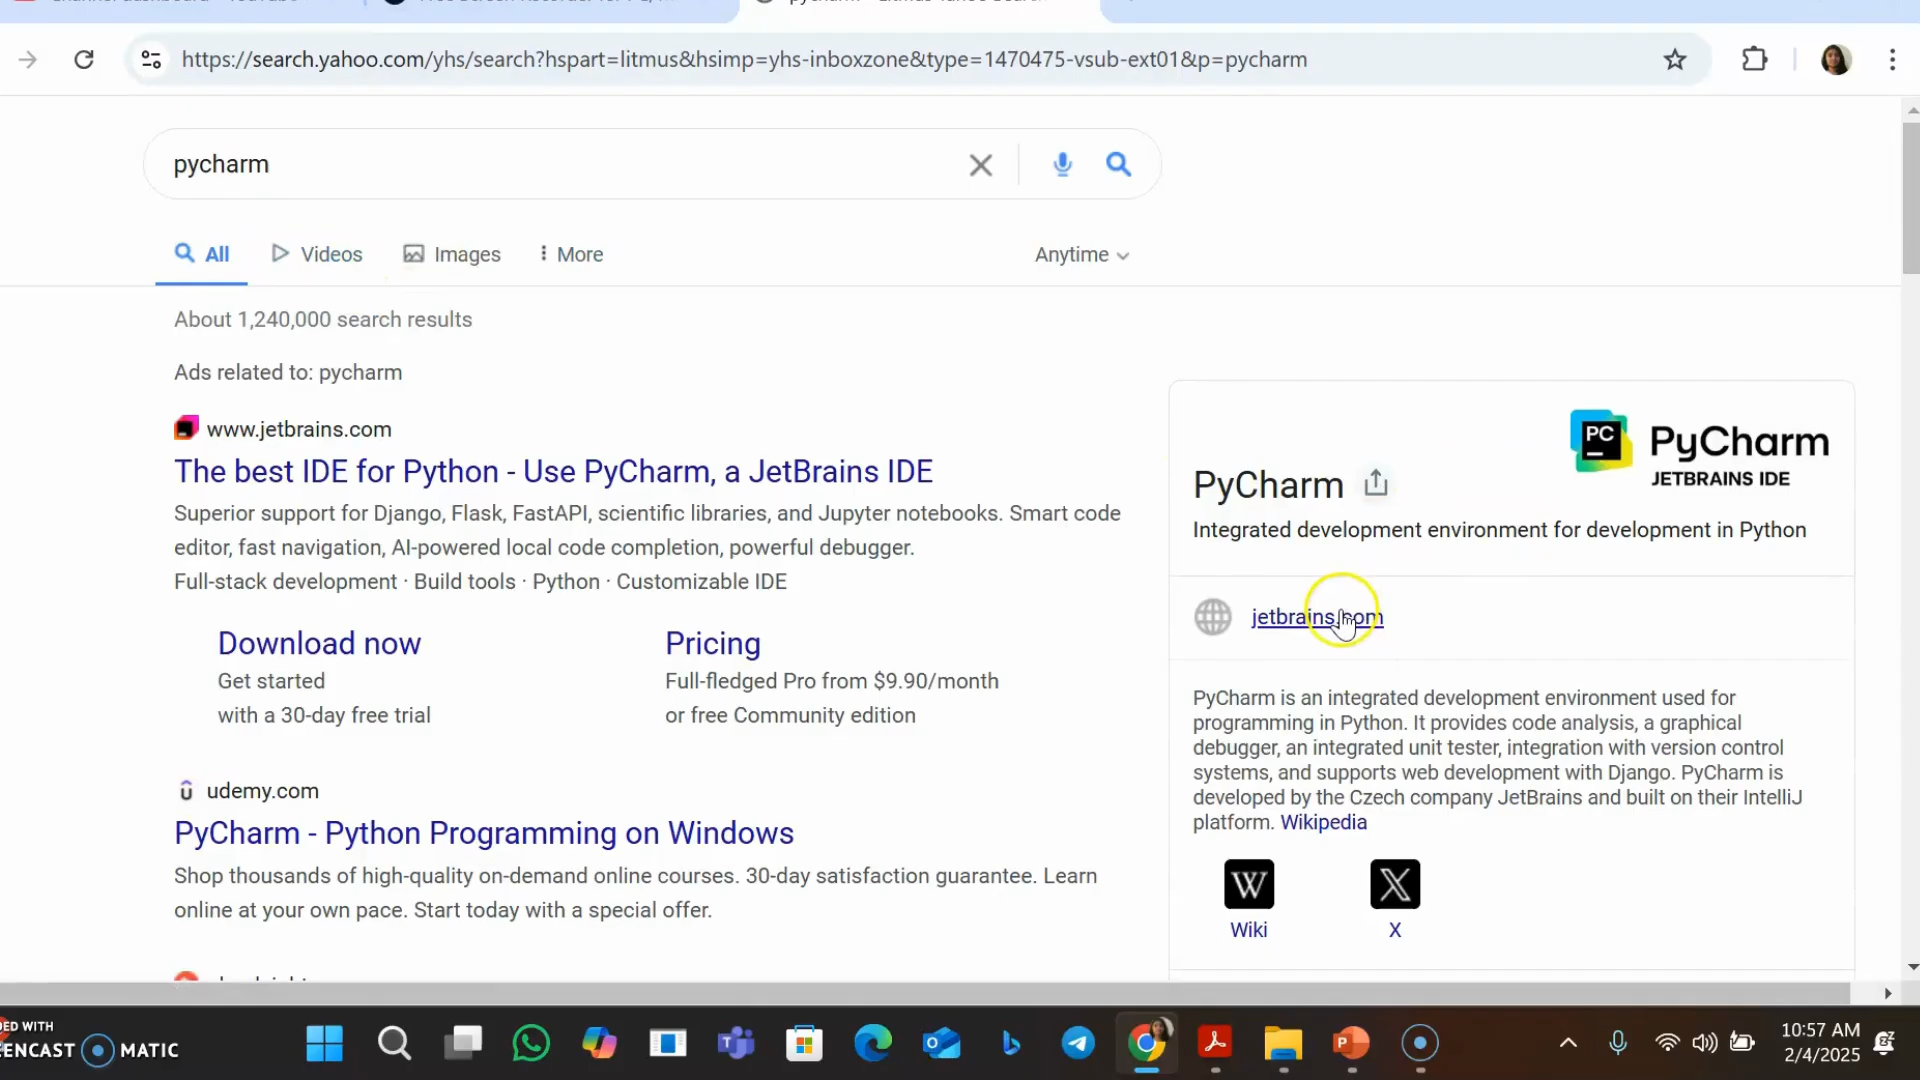 https://search.yahoo.com/yhs/search?hspart=litmus&hsimp=yhs-inboxzone&type=1470475-vsub-ext01&p=pycharm
pycharm
All
Videos
Images
More
Anytime
About 1,240,000 search results
Ads related to: pycharm
www.jetbrains.com
The best IDE for Python - Use PyCharm, a JetBrains IDE
Superior support for Django, Flask, FastAPI, scientific libraries, and Jupyter notebooks. Smart code
editor, fast navigation, AI-powered local code completion, powerful debugger.
Full-stack development · Build tools · Python · Customizable IDE
Download now
Get started
with a 30-day free trial
Pricing
Full-fledged Pro from $9.90/month
or free Community edition
udemy.com
PyCharm - Python Programming on Windows
Shop thousands of high-quality on-demand online courses. 30-day satisfaction guarantee. Learn
online at your own pace. Start today with a special offer.
PC
PyCharm
JETBRAINS IDE
PyCharm
Integrated development environment for development in Python
jetbrains.com
PyCharm is an integrated development environment used for
programming in Python. It provides code analysis, a graphical
debugger, an integrated unit tester, integration with version control
systems, and supports web development with Django. PyCharm is
developed by the Czech company JetBrains and built on their IntelliJ
platform. Wikipedia
W
Wiki
X
X
WITH
MATIC
10:57 AM
2/4/2025